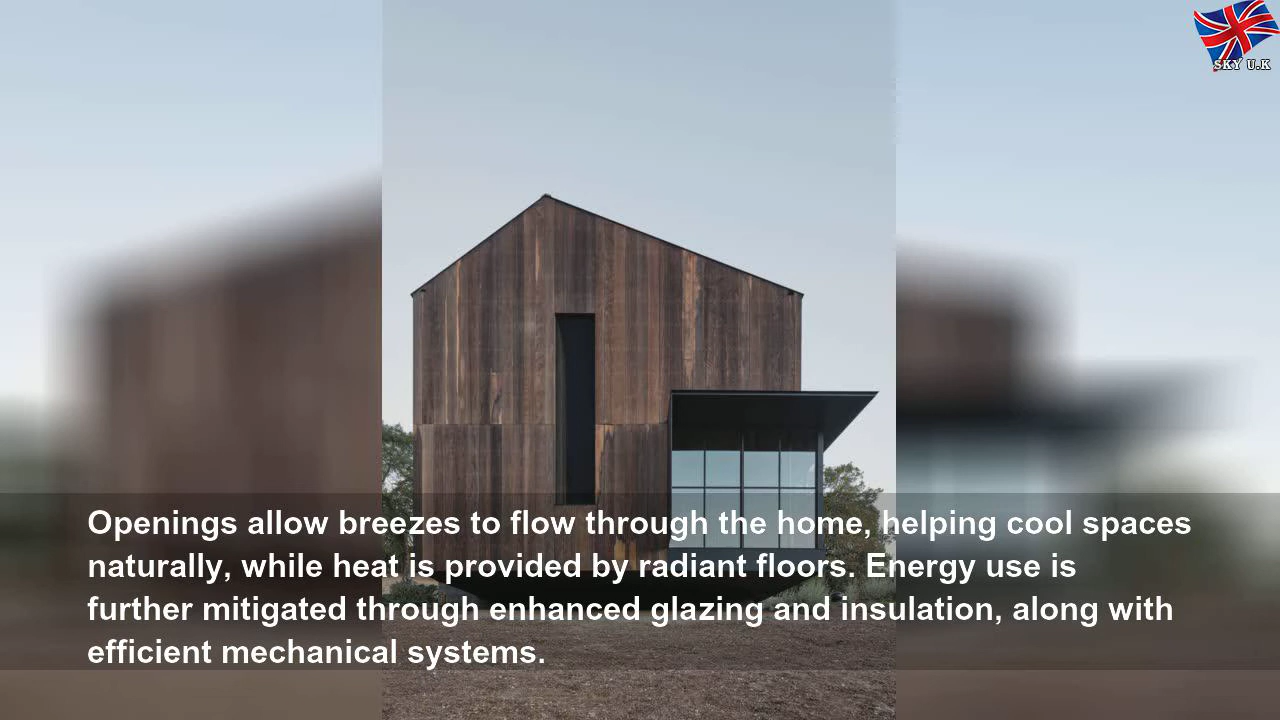 SKY U.K
Openings allow breezes to flow through the home, helping cool spaces
naturally, while heat is provided by radiant floors. Energy use is
further mitigated through enhanced glazing and insulation, along with
efficient mechanical systems.